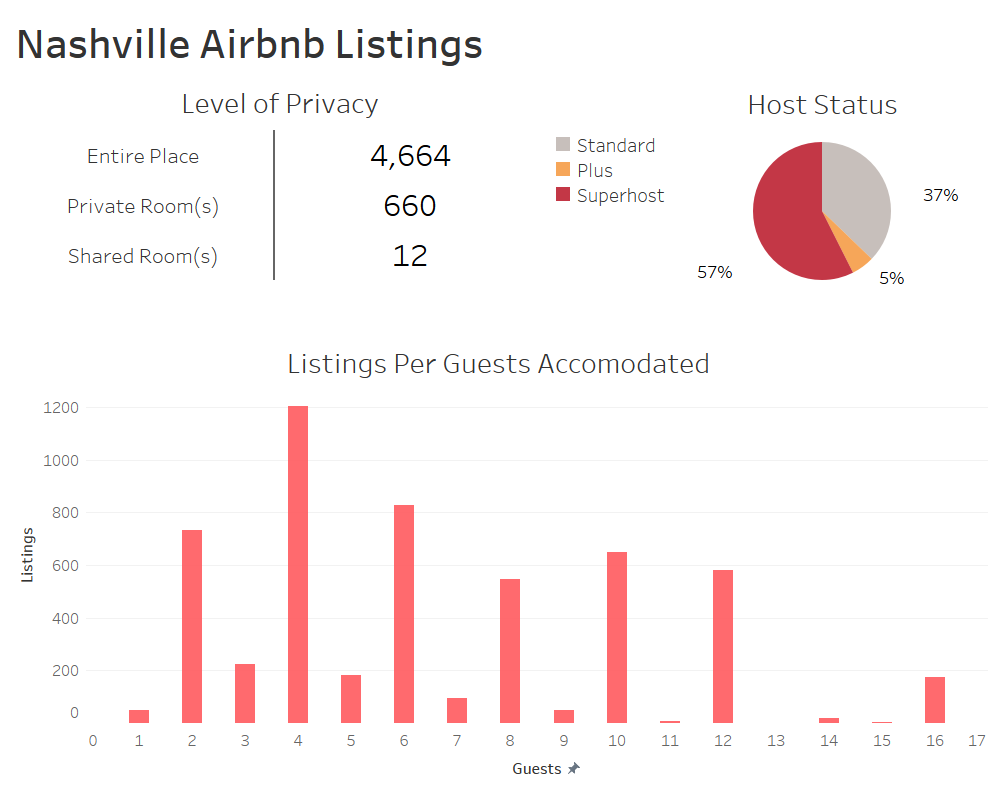 Nashville Airbnb Listings
Level of Privacy
Entire Place 4,664
Private Room(s) 660
Shared Room(s) 12
Host Status
Standard
Plus
Superhost
37%
57%
5%
Listings Per Guests Accomodated
1200
1000
800
600
400
200
0
Listings
0 1 2 3 4 5 6 7 8 9 10 11 12 13 14 15 16 17
Guests